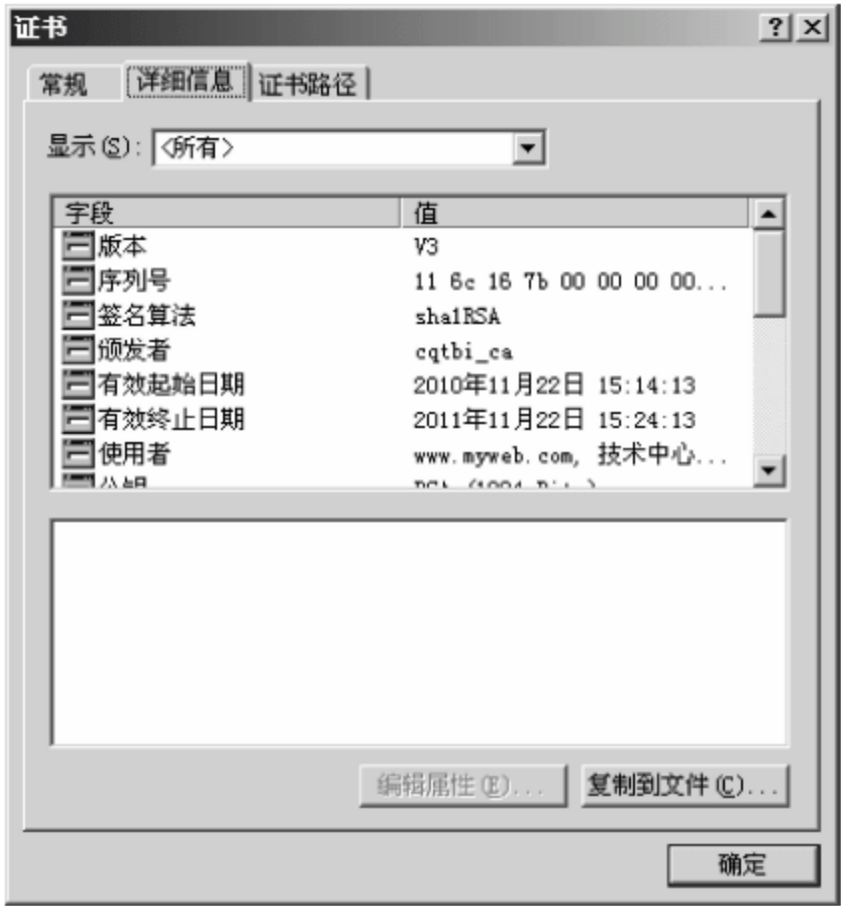 证书
常规 详细信息 证书路径
显示(S): <所有>
字段 值
版本 V3
序列号 11 6c 16 7b 00 00 00 00...
签名算法 sha1RSA
颁发者 cqtbi_ca
有效起始日期 2010年11月22日 15:14:13
有效终止日期 2011年11月22日 15:24:13
使用者 www.myweb.com, 技术中心...
编辑属性(E)... 复制到文件(C)...
确定